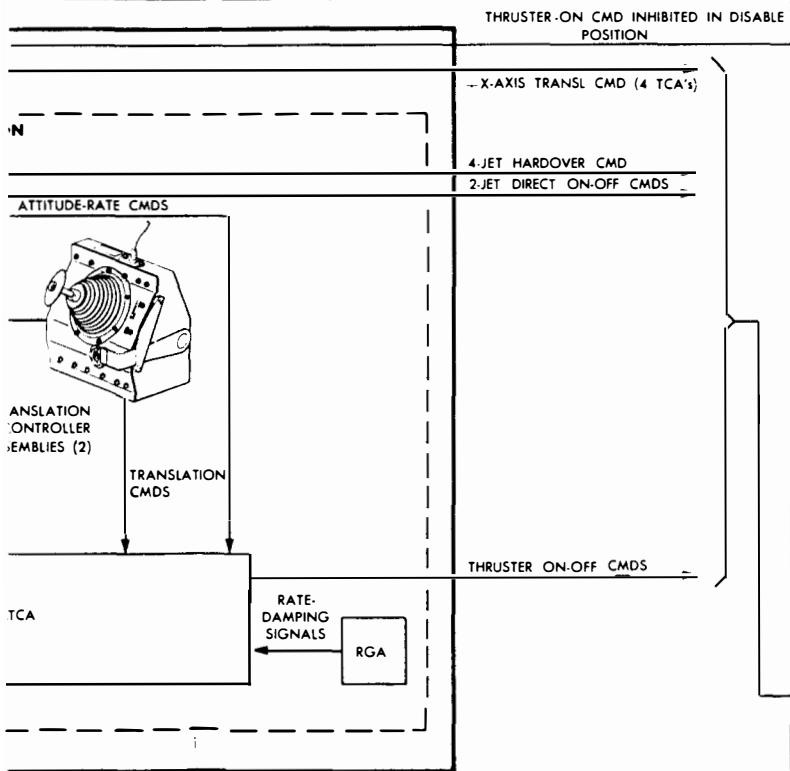 THRUSTER-ON CMD INHIBITED IN DISABLE
POSITION
X-AXIS TRANSL CMD (4 TCA's)
N
4-JET HARDOVER CMD
2-JET DIRECT ON-OFF CMDS
ATTITUDE-RATE CMDS
ANSLATION
ONTROLLER
SEMBLIES (2)
TRANSLATION
CMDS
THRUSTER ON-OFF CMDS
RATE-
DAMPING
SIGNALS
TCA
RGA